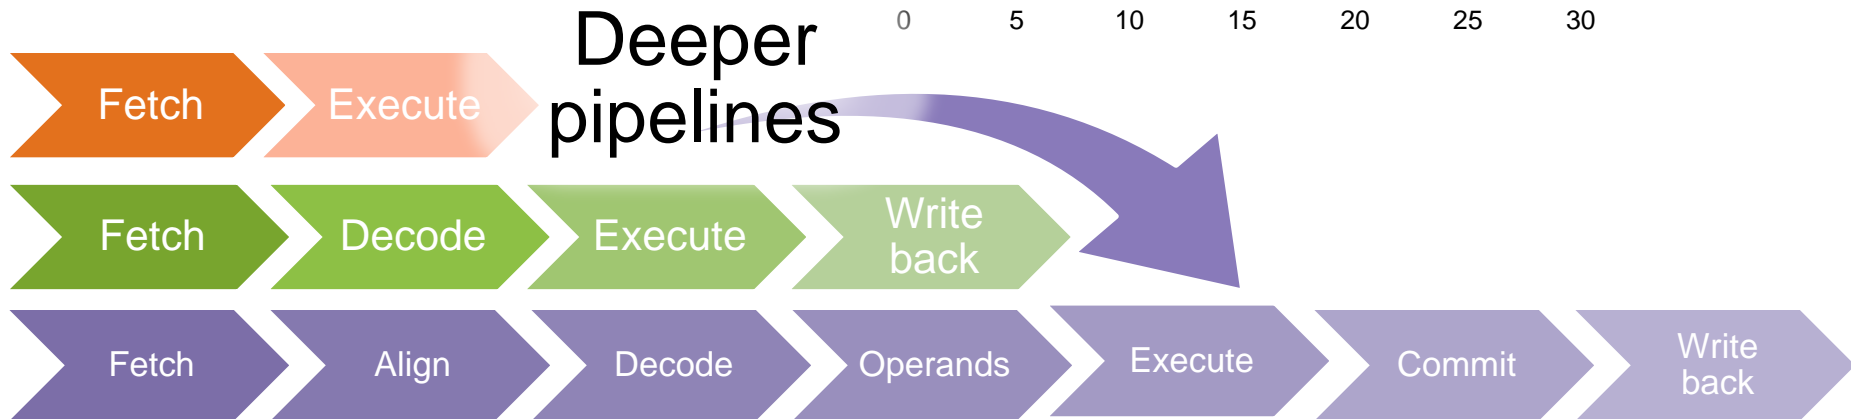 Deeper
pipelines
0 5 10 15 20 25 30
Fetch Execute
Fetch Decode Execute Write
back
Fetch Align Decode Operands Execute Commit Write
back